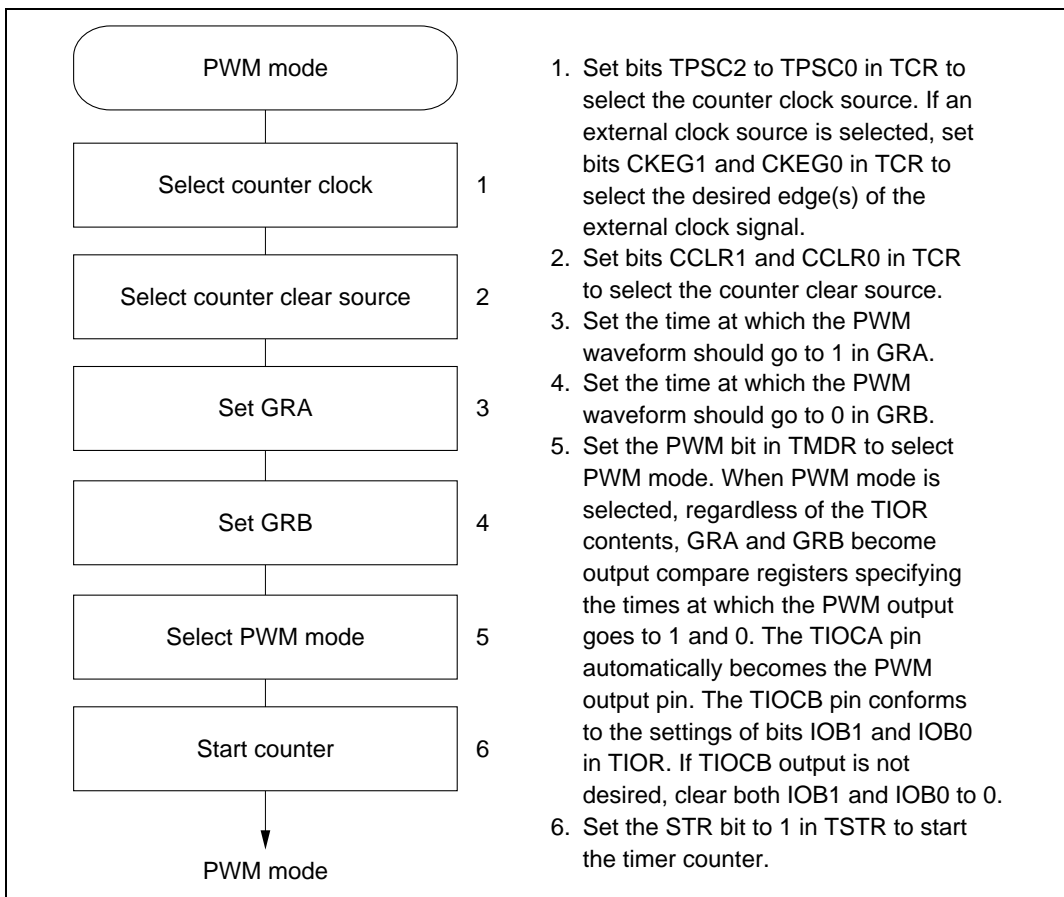 PWM mode
Select counter clock
1
Select counter clear source
2
Set GRA
3
Set GRB
4
Select PWM mode
5
Start counter
6
PWM mode
1. Set bits TPSC2 to TPSC0 in TCR to
select the counter clock source. If an
external clock source is selected, set
bits CKEG1 and CKEG0 in TCR to
select the desired edge(s) of the
external clock signal.
2. Set bits CCLR1 and CCLR0 in TCR
to select the counter clear source.
3. Set the time at which the PWM
waveform should go to 1 in GRA.
4. Set the time at which the PWM
waveform should go to 0 in GRB.
5. Set the PWM bit in TMDR to select
PWM mode. When PWM mode is
selected, regardless of the TIOR
contents, GRA and GRB become
output compare registers specifying
the times at which the PWM output
goes to 1 and 0. The TIOCA pin
automatically becomes the PWM
output pin. The TIOCB pin conforms
to the settings of bits IOB1 and IOB0
in TIOR. If TIOCB output is not
desired, clear both IOB1 and IOB0 to 0.
6. Set the STR bit to 1 in TSTR to start
the timer counter.